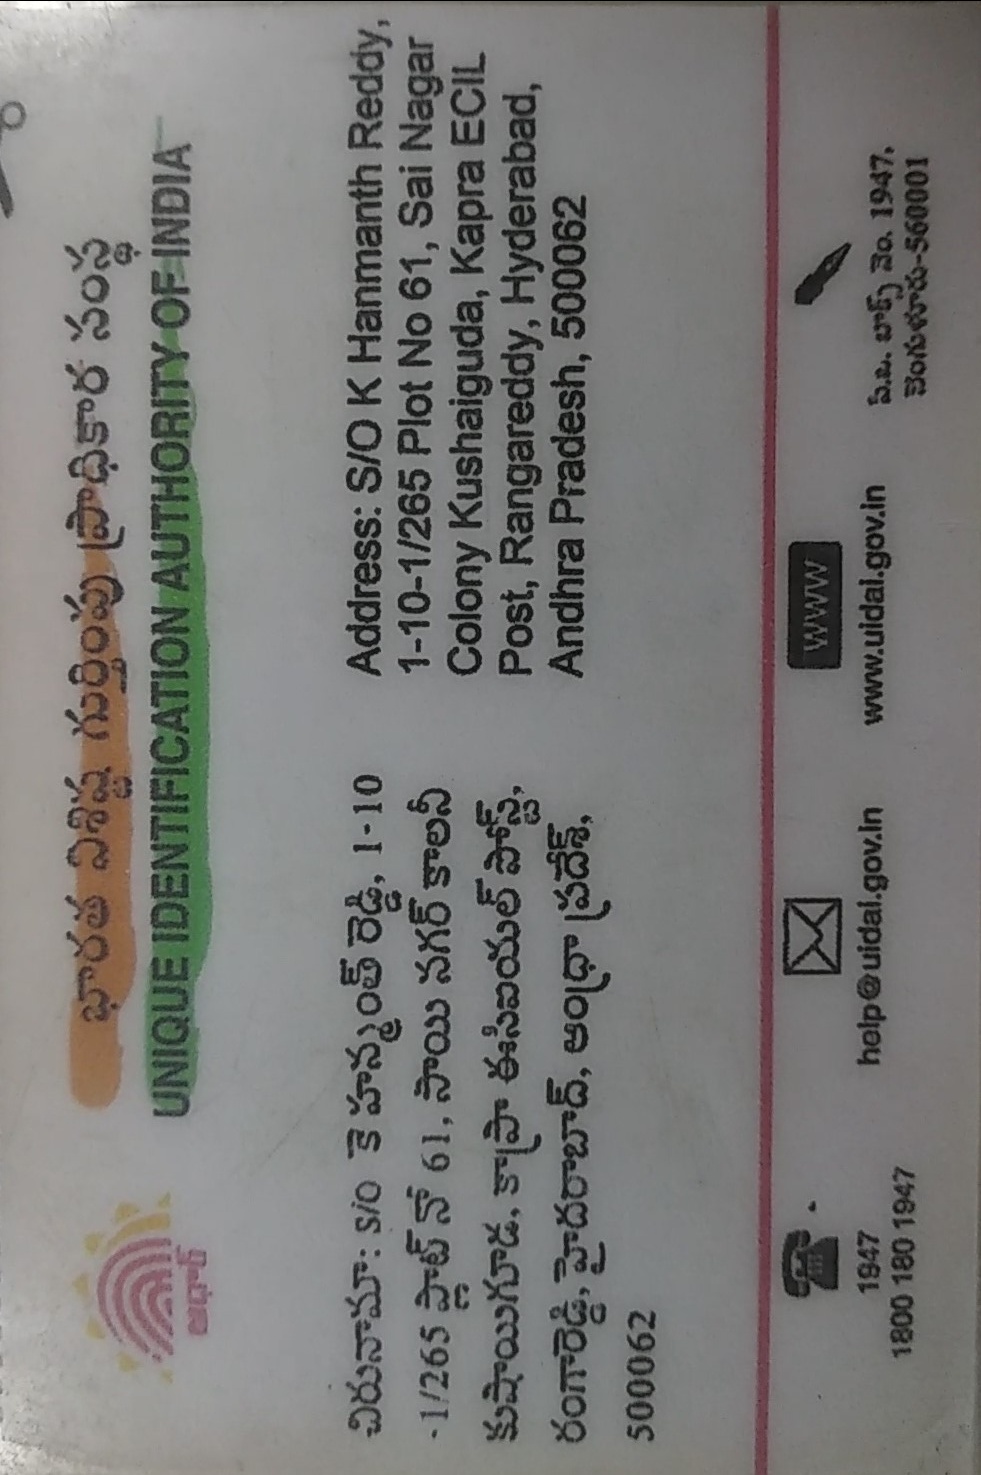 భారత విశిష్ట గుర్తింపు ప్రాధికార సంస్థ
UNIQUE IDENTIFICATION AUTHORITY OF INDIA
ఆధార్
చిరునామా: S/O కె హన్మంత్ రెడ్డి, 1-10
-1/265 ప్లాట్ నో 61, సాయి నగర్ కాలనీ
కుషాయిగూడ, కాప్రా ఈసిఐయల్ పోస్ట్,
రంగారెడ్డి, హైదరాబాద్, ఆంధ్రా ప్రదేశ్,
500062
Address: S/O K Hanmanth Reddy,
1-10-1/265 Plot No 61, Sai Nagar
Colony Kushaiguda, Kapra ECIL
Post, Rangareddy, Hyderabad,
Andhra Pradesh, 500062
1947
1800 180 1947
help@uidai.gov.in
WWW
www.uidai.gov.in
పి.బి. బాక్స్ నెం. 1947,
బెంగుళూరు-560001